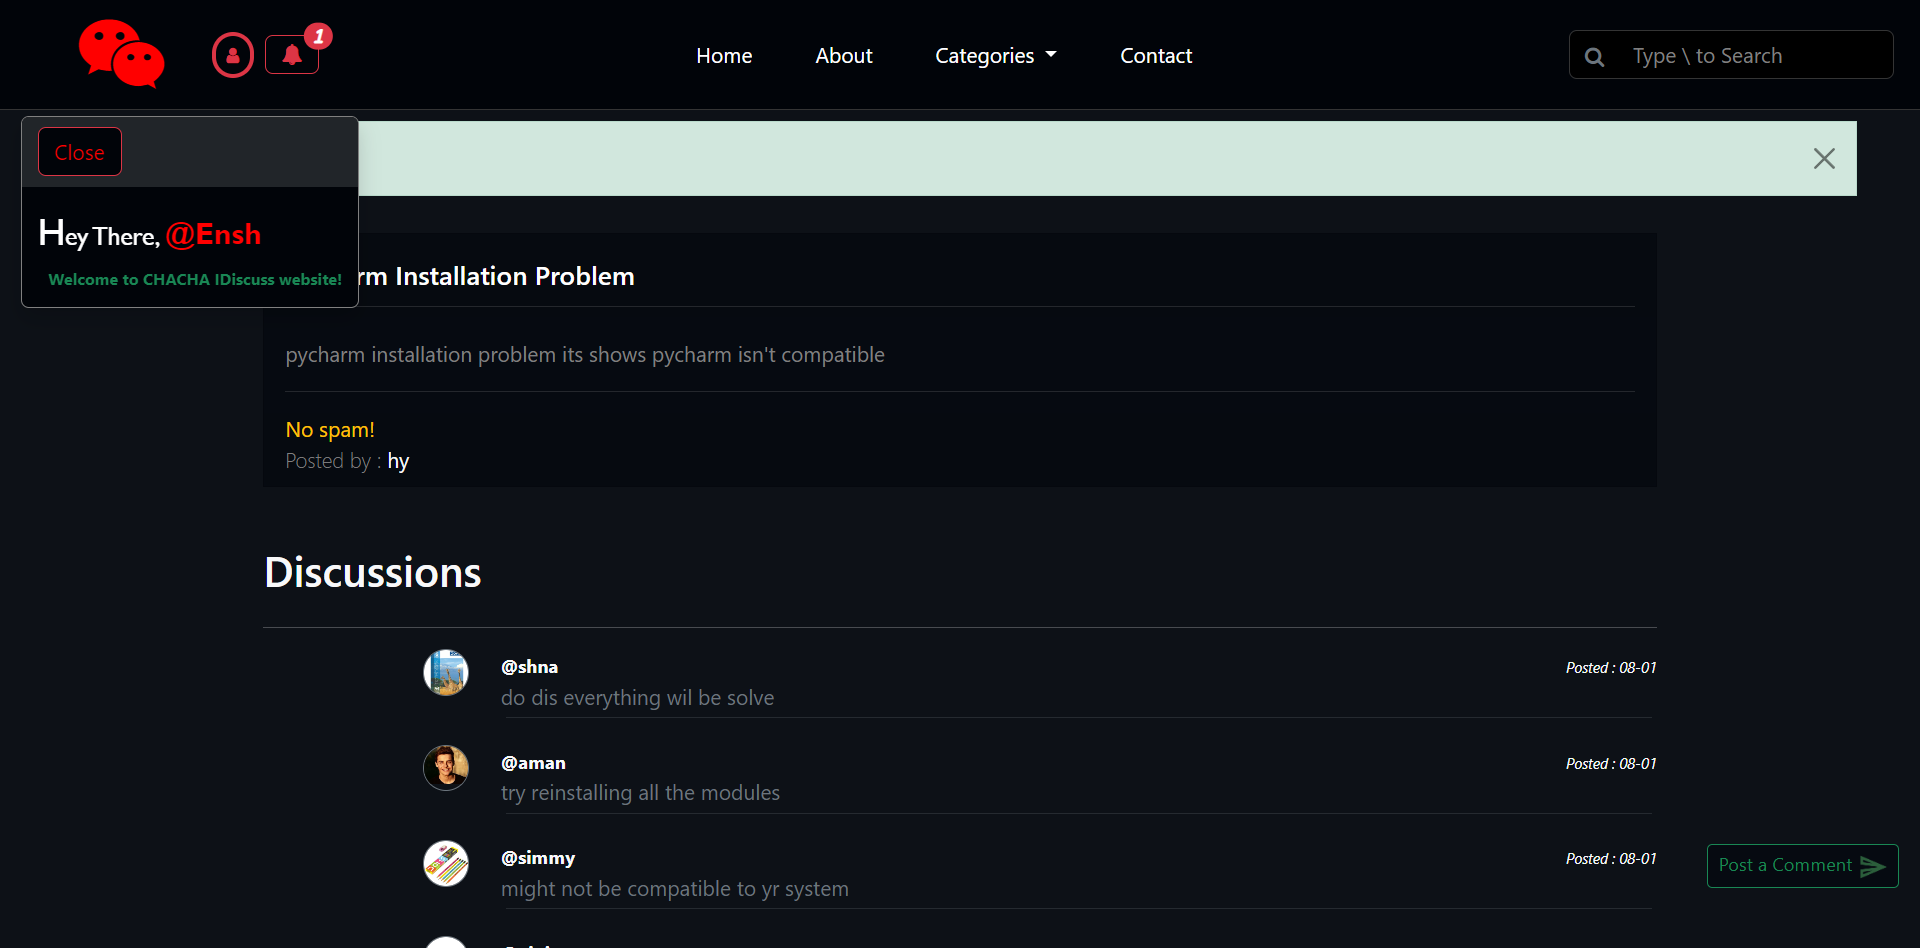 1
Home About Categories Contact
Type \ to Search
Close
Hey There, @Ensh
Welcome to CHACHA IDiscuss website!
rm Installation Problem
pycharm installation problem its shows pycharm isn't compatible
No spam!
Posted by : hy
Discussions
@shna
Posted : 08-01
do dis everything wil be solve
@aman
Posted : 08-01
try reinstalling all the modules
@simmy
Posted : 08-01
might not be compatible to yr system
Post a Comment